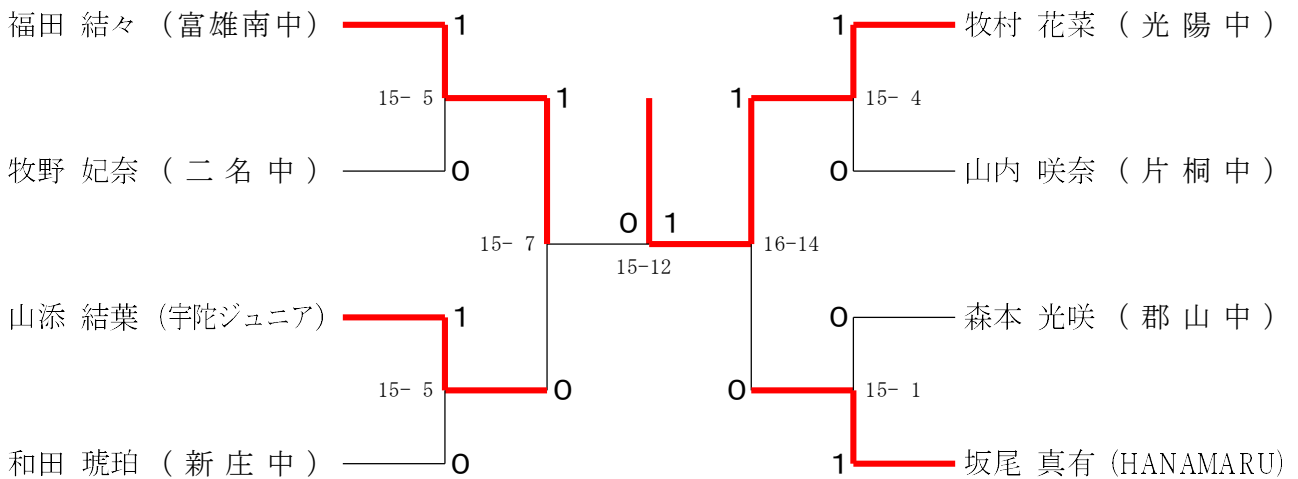 福田 結々 (富雄南中) 1 1 牧村 花菜 (光陽中)
15- 5 1 1 15- 4
牧野 妃奈 (二名中) 0 0 山内 咲奈 (片桐中)
0 1
15- 7 16-14
15-12
山添 結葉 (宇陀ジュニア) 1 0 森本 光咲 (郡山中)
15- 5 0 0 15- 1
和田 琥珀 (新庄中) 0 1 坂尾 真有 (HANAMARU)